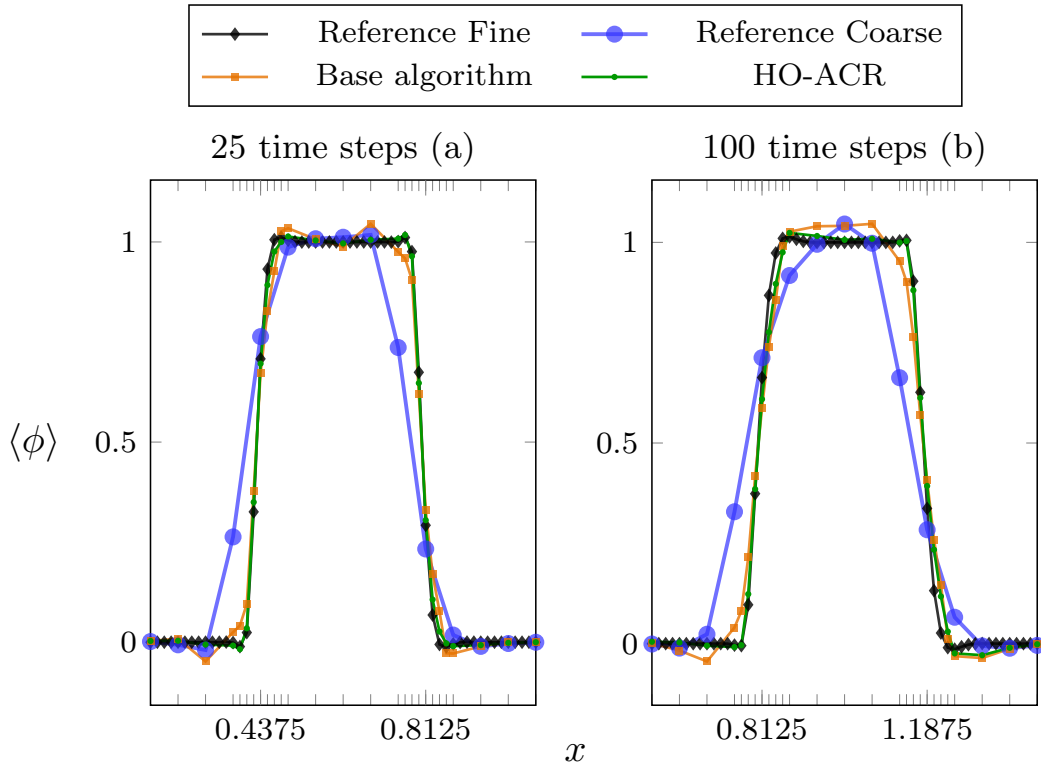 Reference Fine Reference Coarse
Base algorithm HO-ACR
25 time steps (a) 100 time steps (b)
1 1
⟨ϕ⟩ 0.5 0.5
0 0
0.4375 0.8125 0.8125 1.1875
x